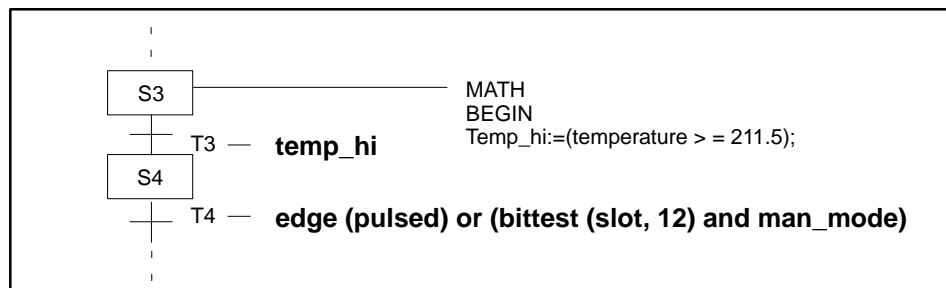 S3
MATH
BEGIN
Temp_hi:=(temperature > = 211.5);
T3
temp_hi
S4
T4
edge (pulsed) or (bittest (slot, 12) and man_mode)